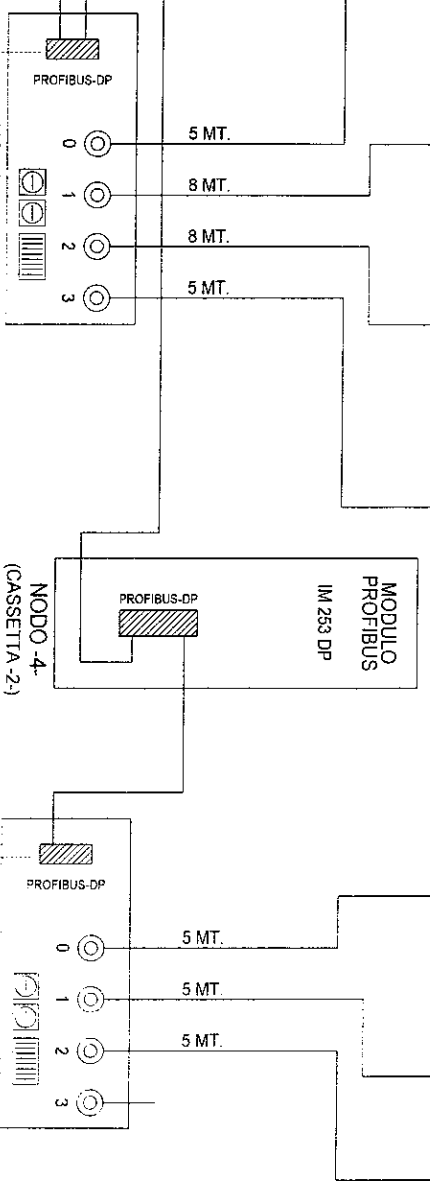 PROFIBUS-DP
0
5 MT.
1
8 MT.
2
8 MT.
3
5 MT.
MODULO
PROFIBUS
IM 253 DP
PROFIBUS-DP
NODO -4-
(CASSETTA -2-)
PROFIBUS-DP
0
5 MT.
1
5 MT.
2
5 MT.
3